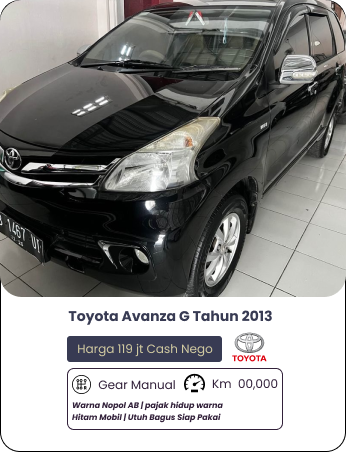 1467 U
Toyota Avanza G Tahun 2013
Harga 119 jt Cash Nego
TOYOTA
Gear Manual
Km 00,000
Warna Nopol AB | pajak hidup warna
Hitam Mobil | Utuh Bagus Siap Pakai